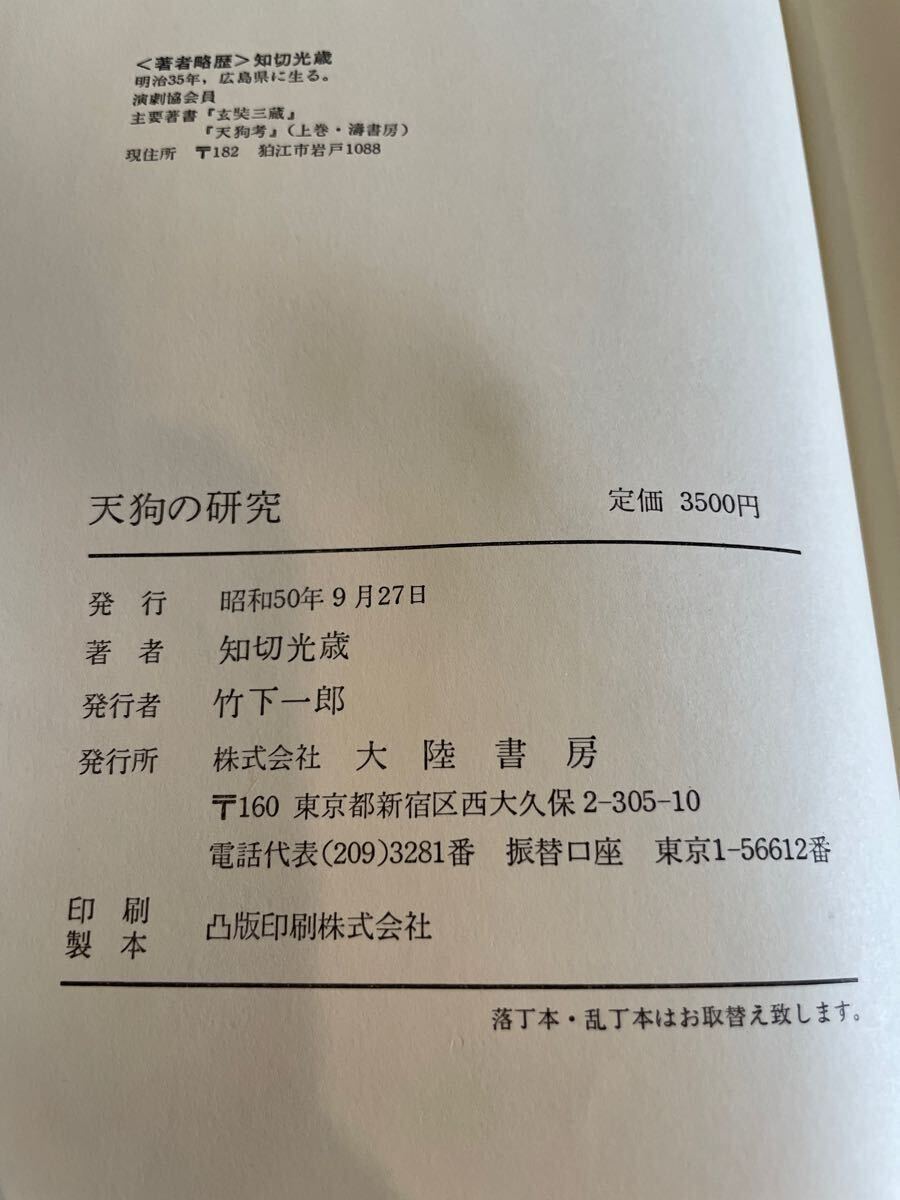 <著者略歴>知切光歳
明治35年，広島県に生る。
演劇協会員
主要著書『玄奘三蔵』
『天狗考』(上巻・濤書房)
現住所 〒182 狛江市岩戸1088
天狗の研究 定価 3500円
発行 昭和50年9月27日
著者 知切光歳
発行者 竹下一郎
発行所 株式会社 大陸書房
〒160 東京都新宿区西大久保2-305-10
電話代表(209)3281番 振替口座 東京1-56612番
印刷
製本 凸版印刷株式会社
落丁本・乱丁本はお取替え致します。